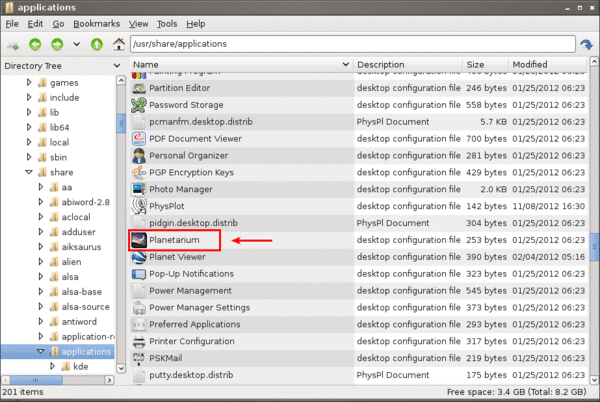 applications
File Edit Go Bookmarks View Tools Help
/usr/share/applications
Directory Tree
Name Description Size Modified
games
include
lib
lib64
local
sbin
share
aa
abiword-2.8
aclocal
adduser
aiksaurus
alien
alsa
alsa-base
alsa-source
antiword
application-r
applications
kde
Painting Program desktop configuration file bytes 01/25/2012 06:23
Partition Editor desktop configuration file 246 bytes 01/25/2012 06:23
Password Storage desktop configuration file 558 bytes 01/25/2012 06:23
pcmanfm.desktop.distrib PhysPl Document 5.7 KB 01/25/2012 06:23
PDF Document Viewer desktop configuration file 700 bytes 01/25/2012 06:23
Personal Organizer desktop configuration file 281 bytes 01/25/2012 06:23
PGP Encryption Keys desktop configuration file 429 bytes 01/25/2012 06:23
Photo Manager desktop configuration file 2.0 KB 01/25/2012 06:23
PhysPlot desktop configuration file 142 bytes 11/08/2012 16:30
pidgin.desktop.distrib PhysPl Document 304 bytes 01/25/2012 06:23
Planetarium desktop configuration file 253 bytes 01/25/2012 06:23
Planet Viewer desktop configuration file 390 bytes 02/04/2012 05:16
Pop-Up Notifications desktop configuration file 323 bytes 01/25/2012 06:23
Power Management desktop configuration file 545 bytes 01/25/2012 06:23
Power Manager Settings desktop configuration file 373 bytes 01/25/2012 06:23
Preferred Applications desktop configuration file 293 bytes 01/25/2012 06:23
Printer Configuration desktop configuration file 317 bytes 01/25/2012 06:23
PSKMail desktop configuration file 219 bytes 01/25/2012 06:23
putty.desktop.distrib PhysPl Document 175 bytes 01/25/2012 06:23
201 items Free space: 3.4 GB (Total: 8.2 GB)